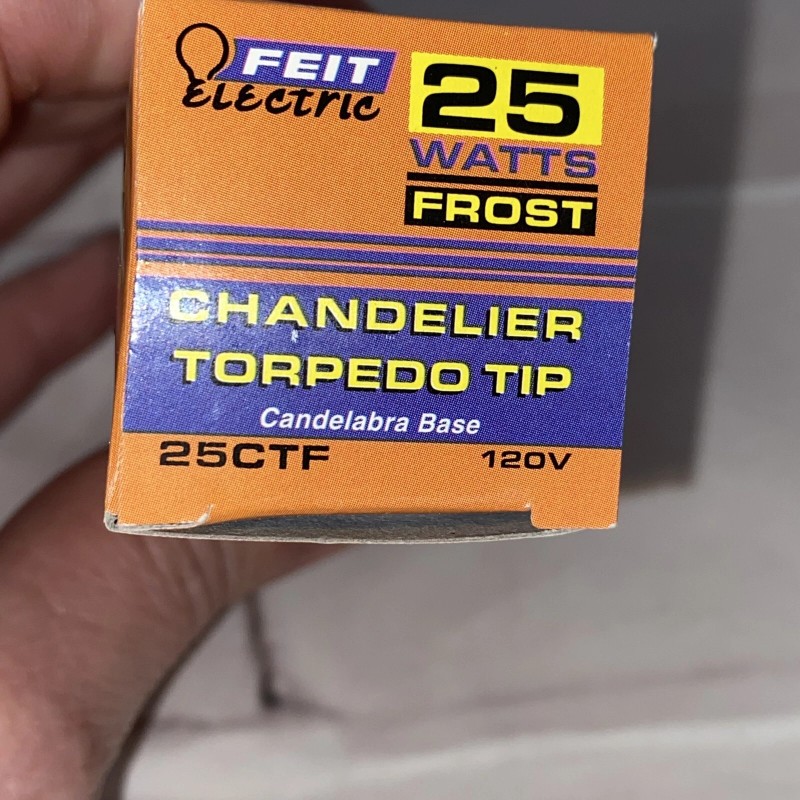 FEIT
Electric
25
WATTS
FROST
CHANDELIER
TORPEDO TIP
Candelabra Base
25CTF 120V